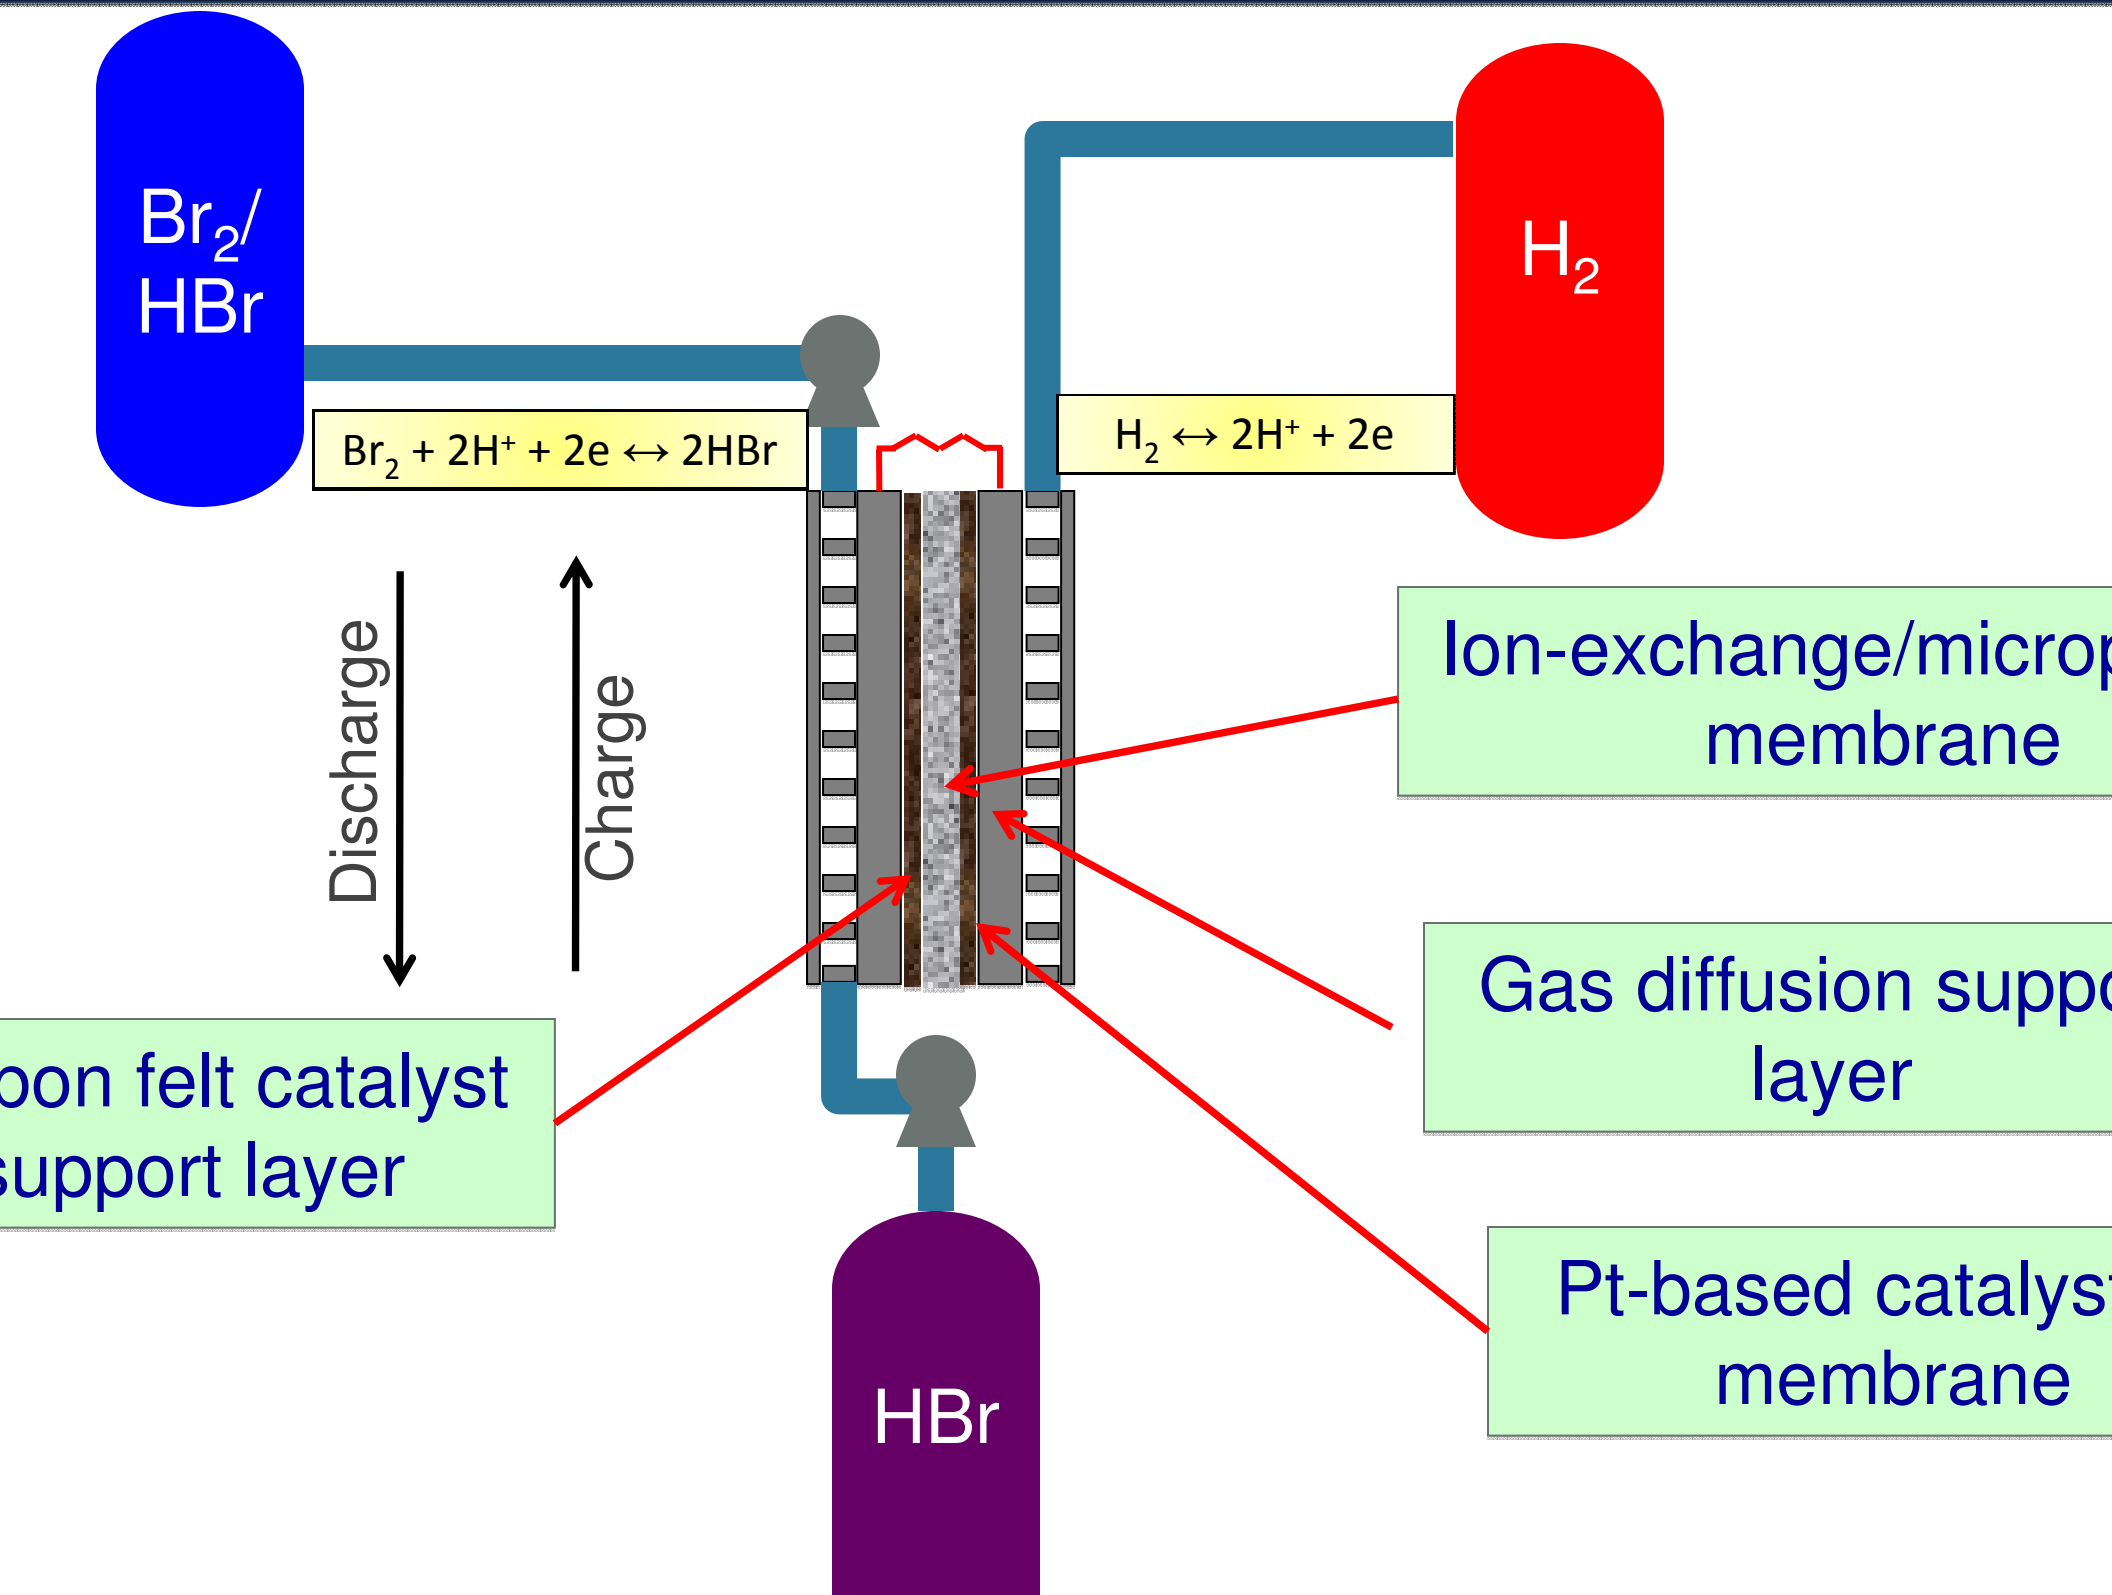 Br₂/
HBr
H₂
Br₂ + 2H⁺ + 2e ↔ 2HBr
H₂ ↔ 2H⁺ + 2e
Discharge
Charge
Ion-exchange/microp
membrane
Gas diffusion suppo
layer
bon felt catalyst
support layer
Pt-based catalyst
membrane
HBr